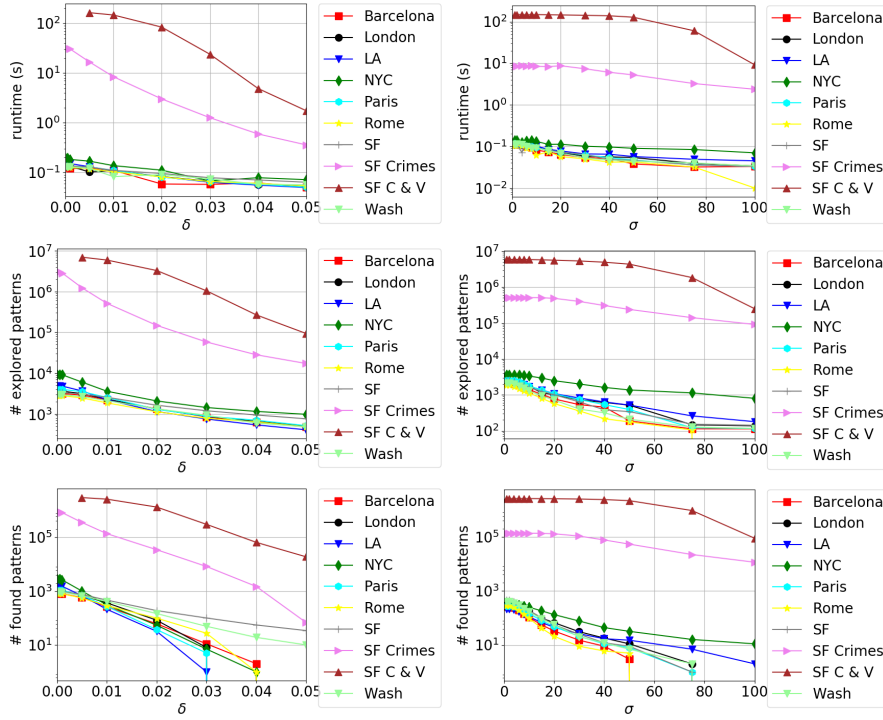 runtime (s)
10²
10¹
10⁰
10⁻¹
0.00 0.01 0.02 0.03 0.04 0.05
δ
Barcelona
London
LA
NYC
Paris
Rome
SF
SF Crimes
SF C & V
Wash
runtime (s)
10²
10¹
10⁰
10⁻¹
10⁻²
0 20 40 60 80 100
σ
Barcelona
London
LA
NYC
Paris
Rome
SF
SF Crimes
SF C & V
Wash
# explored patterns
10⁷
10⁶
10⁵
10⁴
10³
0.00 0.01 0.02 0.03 0.04 0.05
δ
Barcelona
London
LA
NYC
Paris
Rome
SF
SF Crimes
SF C & V
Wash
# explored patterns
10⁷
10⁶
10⁵
10⁴
10³
10²
0 20 40 60 80 100
σ
Barcelona
London
LA
NYC
Paris
Rome
SF
SF Crimes
SF C & V
Wash
# found patterns
10⁵
10³
10¹
0.00 0.01 0.02 0.03 0.04 0.05
δ
Barcelona
London
LA
NYC
Paris
Rome
SF
SF Crimes
SF C & V
Wash
# found patterns
10⁵
10³
10¹
0 20 40 60 80 100
σ
Barcelona
London
LA
NYC
Paris
Rome
SF
SF Crimes
SF C & V
Wash